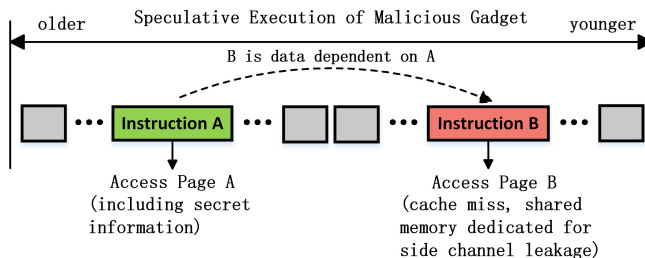 Speculative Execution of Malicious Gadget
older
younger
B is data dependent on A
Instruction A
Instruction B
Access Page A
(including secret
information)
Access Page B
(cache miss, shared
memory dedicated for
side channel leakage)